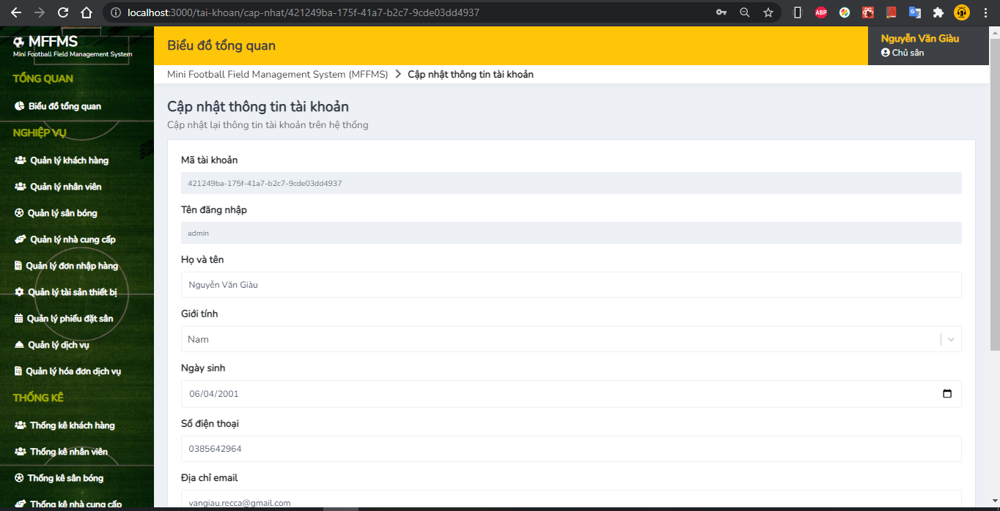 localhost:3000/tai-khoan/cap-nhat/421249ba-175f-41a7-b2c7-9cde03dd4937
ABP
MFFMS
Mini Football Field Management System
TỔNG QUAN
Biểu đồ tổng quan
NGHIỆP VỤ
Quản lý khách hàng
Quản lý nhân viên
Quản lý sân bóng
Quản lý nhà cung cấp
Quản lý đơn nhập hàng
Quản lý tài sản thiết bị
Quản lý phiếu đặt sân
Quản lý dịch vụ
Quản lý hóa đơn dịch vụ
THỐNG KÊ
Thống kê khách hàng
Thống kê nhân viên
Thống kê sân bóng
Thống kê nhà cung cấp
Biểu đồ tổng quan
Nguyễn Văn Giàu
Chủ sân
Mini Football Field Management System (MFFMS) > Cập nhật thông tin tài khoản
Cập nhật thông tin tài khoản
Cập nhật lại thông tin tài khoản trên hệ thống
Mã tài khoản
421249ba-175f-41a7-b2c7-9cde03dd4937
Tên đăng nhập
admin
Họ và tên
Nguyễn Văn Giàu
Giới tính
Nam
Ngày sinh
06/04/2001
Số điện thoại
0385642964
Địa chỉ email
vangiau.recca@gmail.com